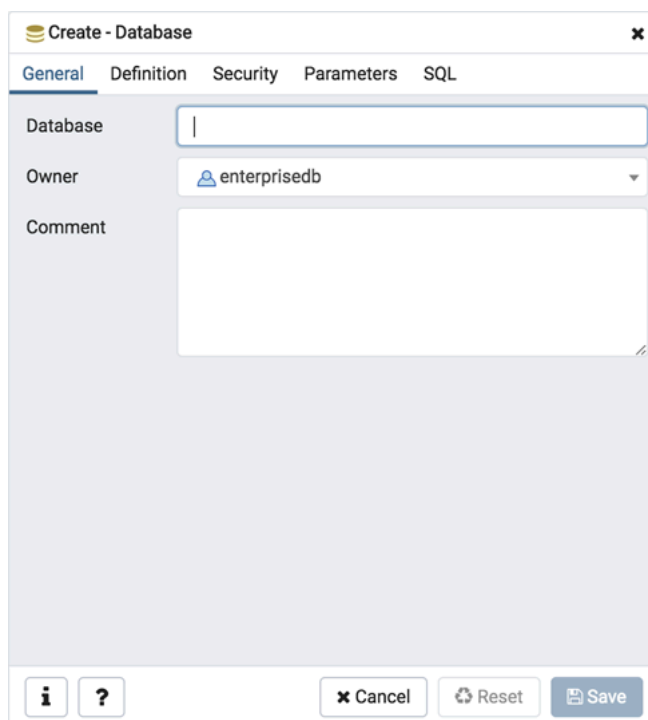 Create - Database
General Definition Security Parameters SQL
Database
Owner enterprisedb
Comment
i ? Cancel Reset Save